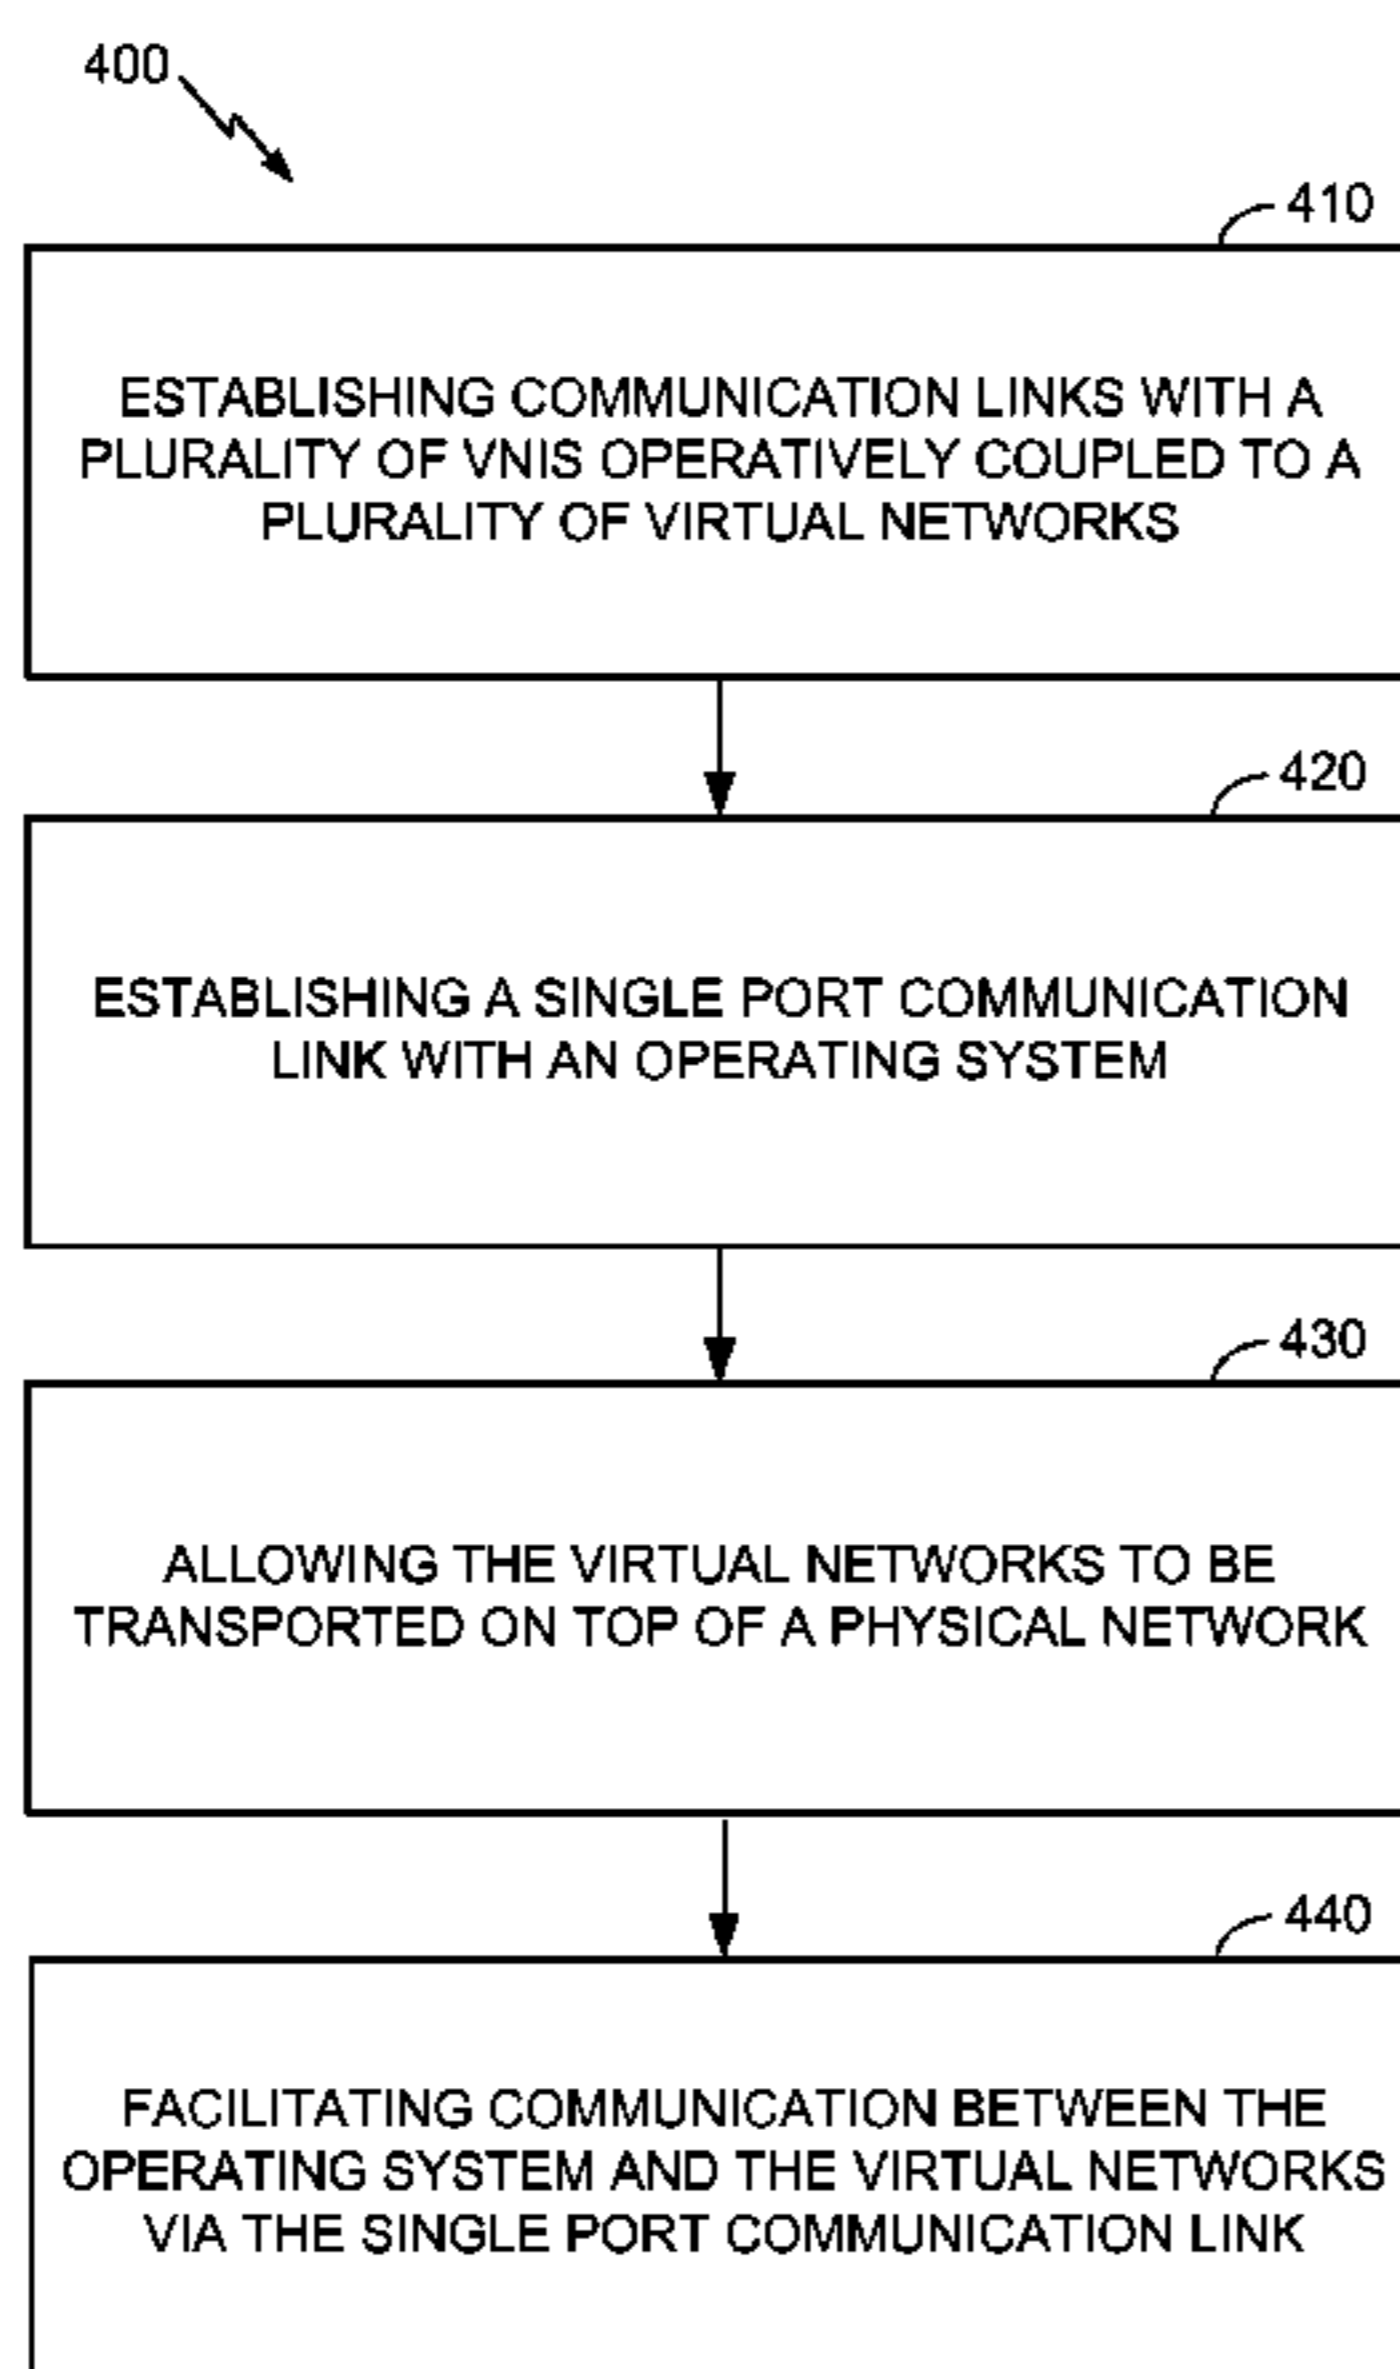 400
410
ESTABLISHING COMMUNICATION LINKS WITH A
PLURALITY OF VNIS OPERATIVELY COUPLED TO A
PLURALITY OF VIRTUAL NETWORKS
420
ESTABLISHING A SINGLE PORT COMMUNICATION
LINK WITH AN OPERATING SYSTEM
430
ALLOWING THE VIRTUAL NETWORKS TO BE
TRANSPORTED ON TOP OF A PHYSICAL NETWORK
440
FACILITATING COMMUNICATION BETWEEN THE
OPERATING SYSTEM AND THE VIRTUAL NETWORKS
VIA THE SINGLE PORT COMMUNICATION LINK